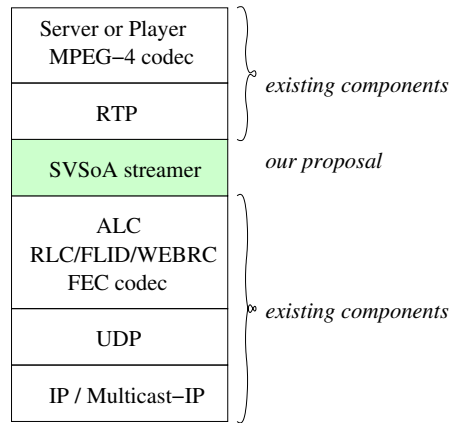 Server or Player
MPEG−4 codec
existing components
RTP
SVSoA streamer
our proposal
ALC
RLC/FLID/WEBRC
FEC codec
existing components
UDP
IP / Multicast−IP